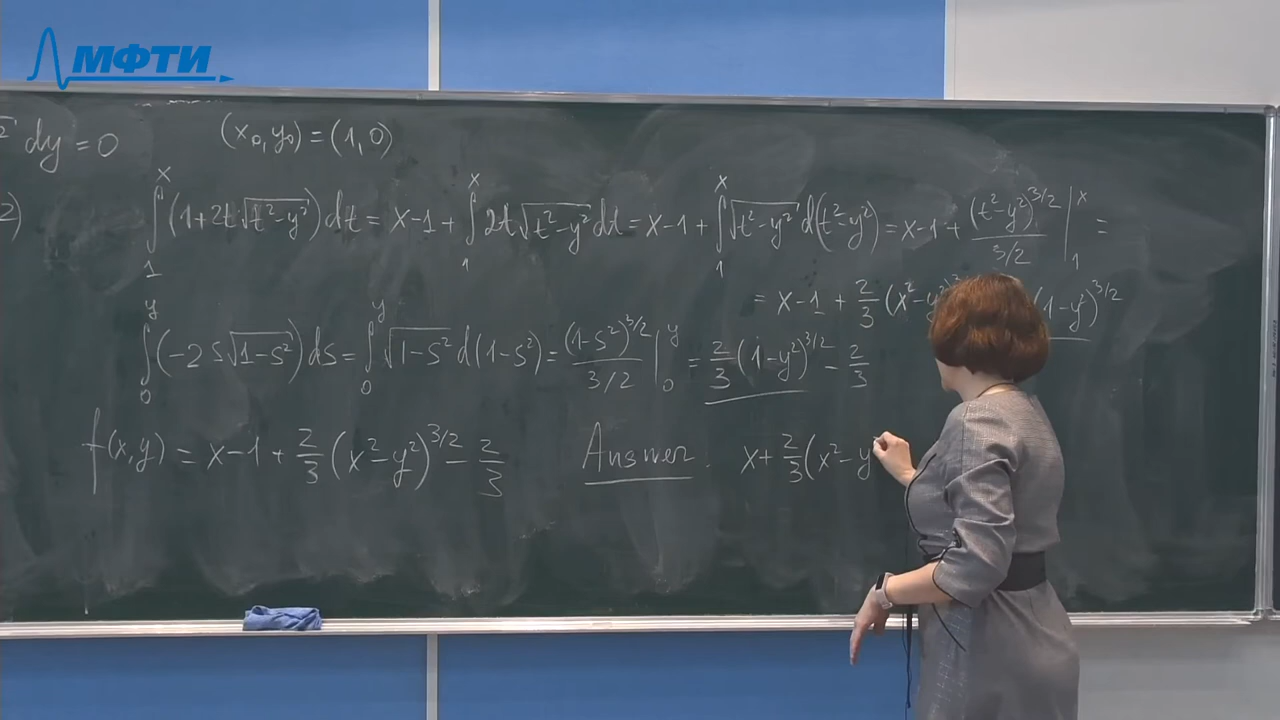 МФТИ
dy = 0 (x₀, y₀) = (1, 0)
2) ∫₁ˣ (1+2t√(t²-y²)) dt = x-1 + ∫₁ˣ 2t√(t²-y²) dt = x-1 + ∫₁ˣ √(t²-y²) d(t²-y²) = x-1 + (t²-y²)^(3/2) / (3/2) |₁ˣ =
= x-1 + 2/3 (x²-y²) (1-y²)^(3/2)
∫₀ʸ (-2s√(1-s²)) ds = ∫₀ʸ √(1-s²) d(1-s²) = (1-s²)^(3/2) / (3/2) |₀ʸ = 2/3 (1-y²)^(3/2) - 2/3
f(x,y) = x-1 + 2/3 (x²-y²)^(3/2) - 2/3 Answer. x + 2/3 (x²-y